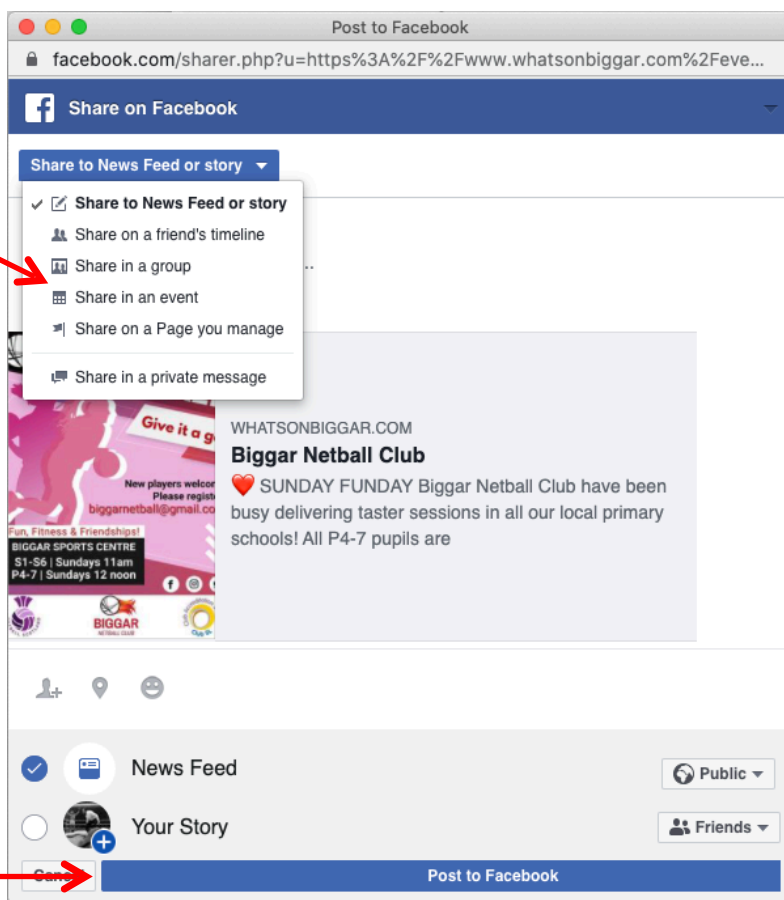 Post to Facebook
facebook.com/sharer.php?u=https%3A%2F%2Fwww.whatsonbiggar.com%2Feve...
f Share on Facebook
Share to News Feed or story
Share to News Feed or story
Share on a friend's timeline
Share in a group
..
Share in an event
Share on a Page you manage
Share in a private message
Give it a g
New players welcor
Please regist
biggarnetball@gmail.co
Fun, Fitness & Friendships!
BIGGAR SPORTS CENTRE
S1-S6 | Sundays 11am
P4-7 | Sundays 12 noon
BIGGAR
NETBALL CLUB
WHATSONBIGGAR.COM
Biggar Netball Club
❤️ SUNDAY FUNDAY Biggar Netball Club have been
busy delivering taster sessions in all our local primary
schools! All P4-7 pupils are
News Feed
Public
Your Story
Friends
Post to Facebook